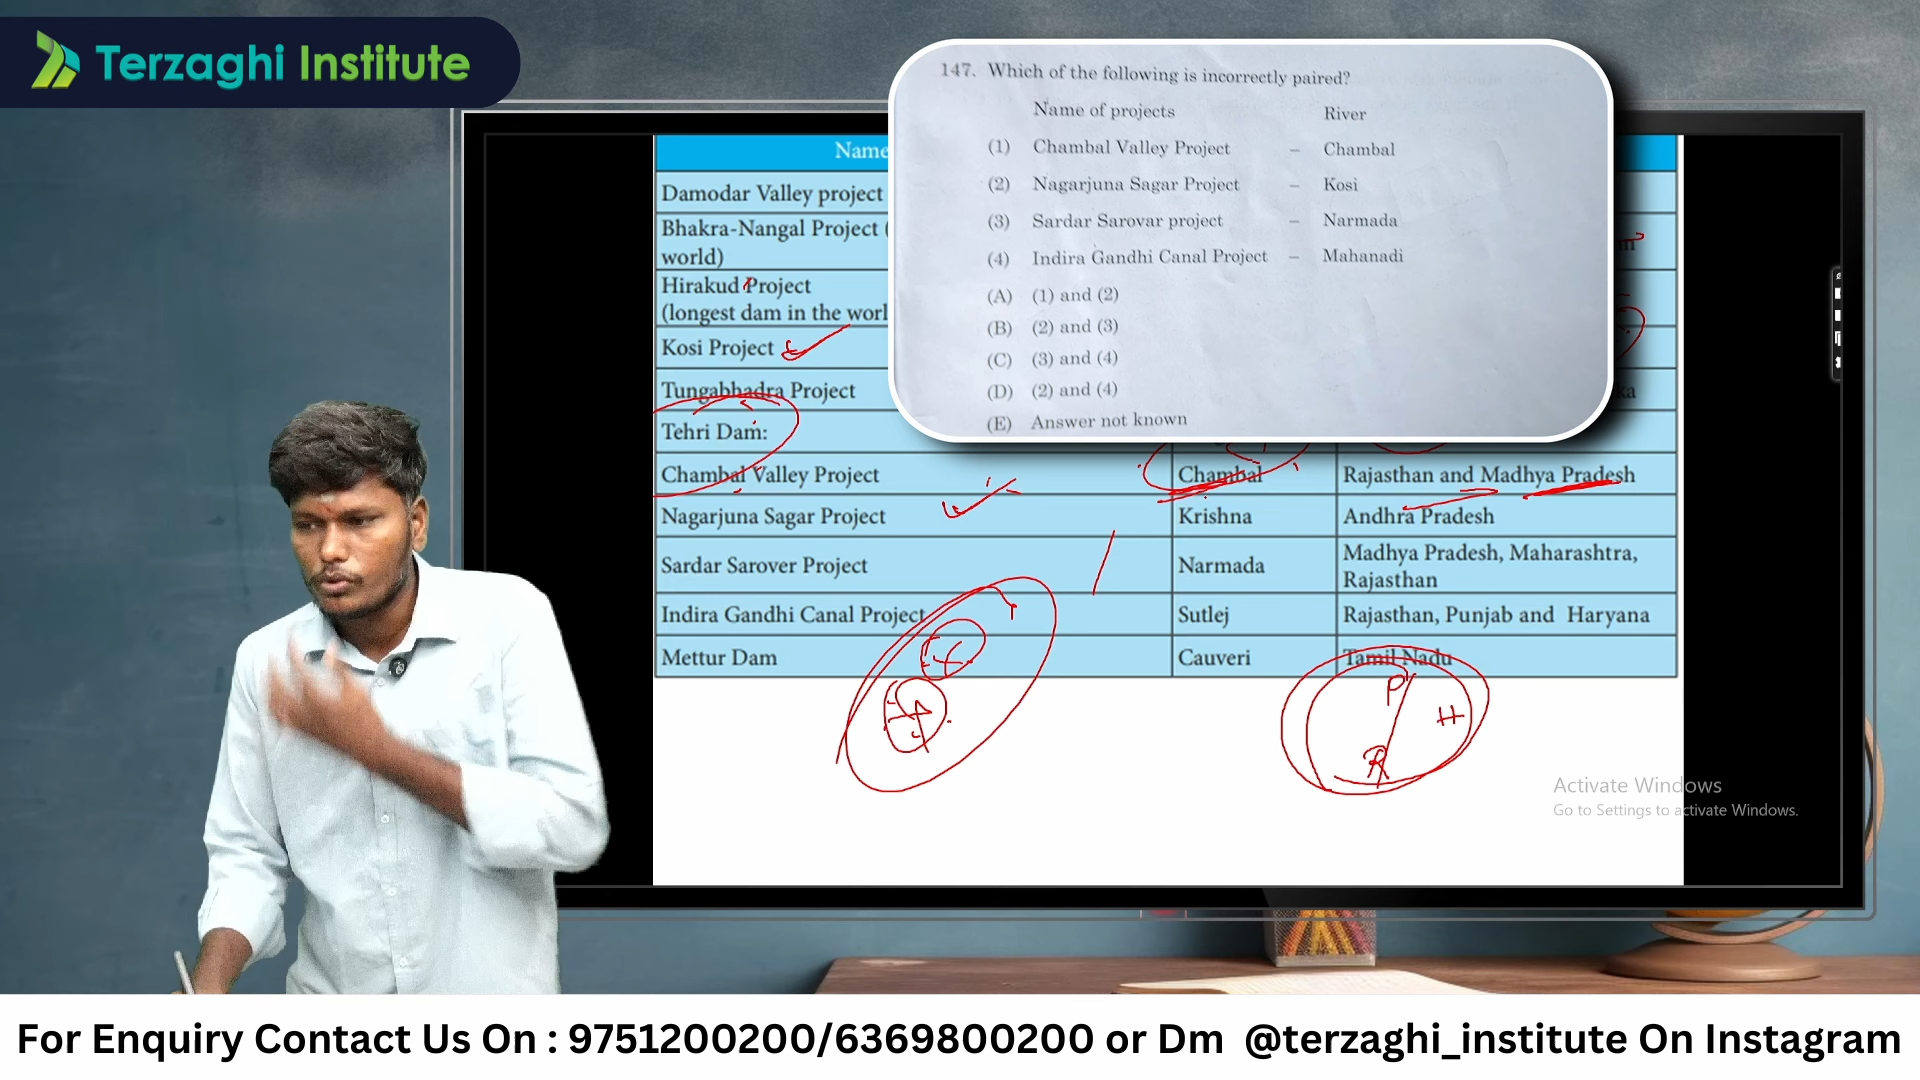 Terzaghi Institute
147. Which of the following is incorrectly paired?
Name of projects River
(1) Chambal Valley Project – Chambal
(2) Nagarjuna Sagar Project – Kosi
(3) Sardar Sarovar project – Narmada
(4) Indira Gandhi Canal Project – Mahanadi
(A) (1) and (2)
(B) (2) and (3)
(C) (3) and (4)
(D) (2) and (4)
(E) Answer not known
Name
Damodar Valley project
Bhakra-Nangal Project (
world)
Hirakud Project
(longest dam in the worl
Kosi Project
Tungabhadra Project
Tehri Dam:
Chambal Valley Project Chambal Rajasthan and Madhya Pradesh
Nagarjuna Sagar Project Krishna Andhra Pradesh
Sardar Sarover Project Narmada Madhya Pradesh, Maharashtra,
Rajasthan
Indira Gandhi Canal Project Sutlej Rajasthan, Punjab and Haryana
Mettur Dam Cauveri Tamil Nadu
P
H
R
Activate Windows
Go to Settings to activate Windows.
For Enquiry Contact Us On : 9751200200/6369800200 or Dm @terzaghi_institute On Instagram